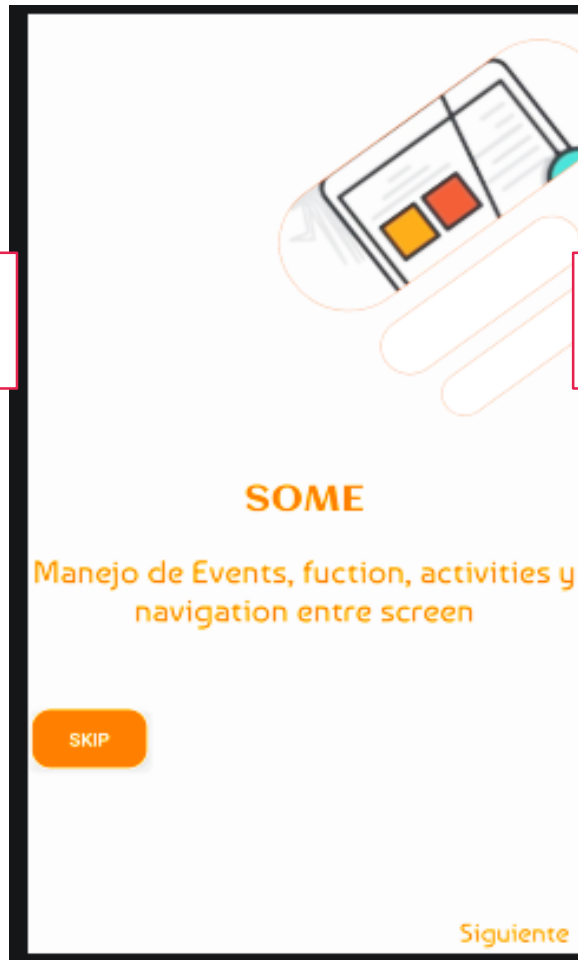 SOME
Manejo de Events, fuction, activities y
navigation entre screen
SKIP
Siguiente